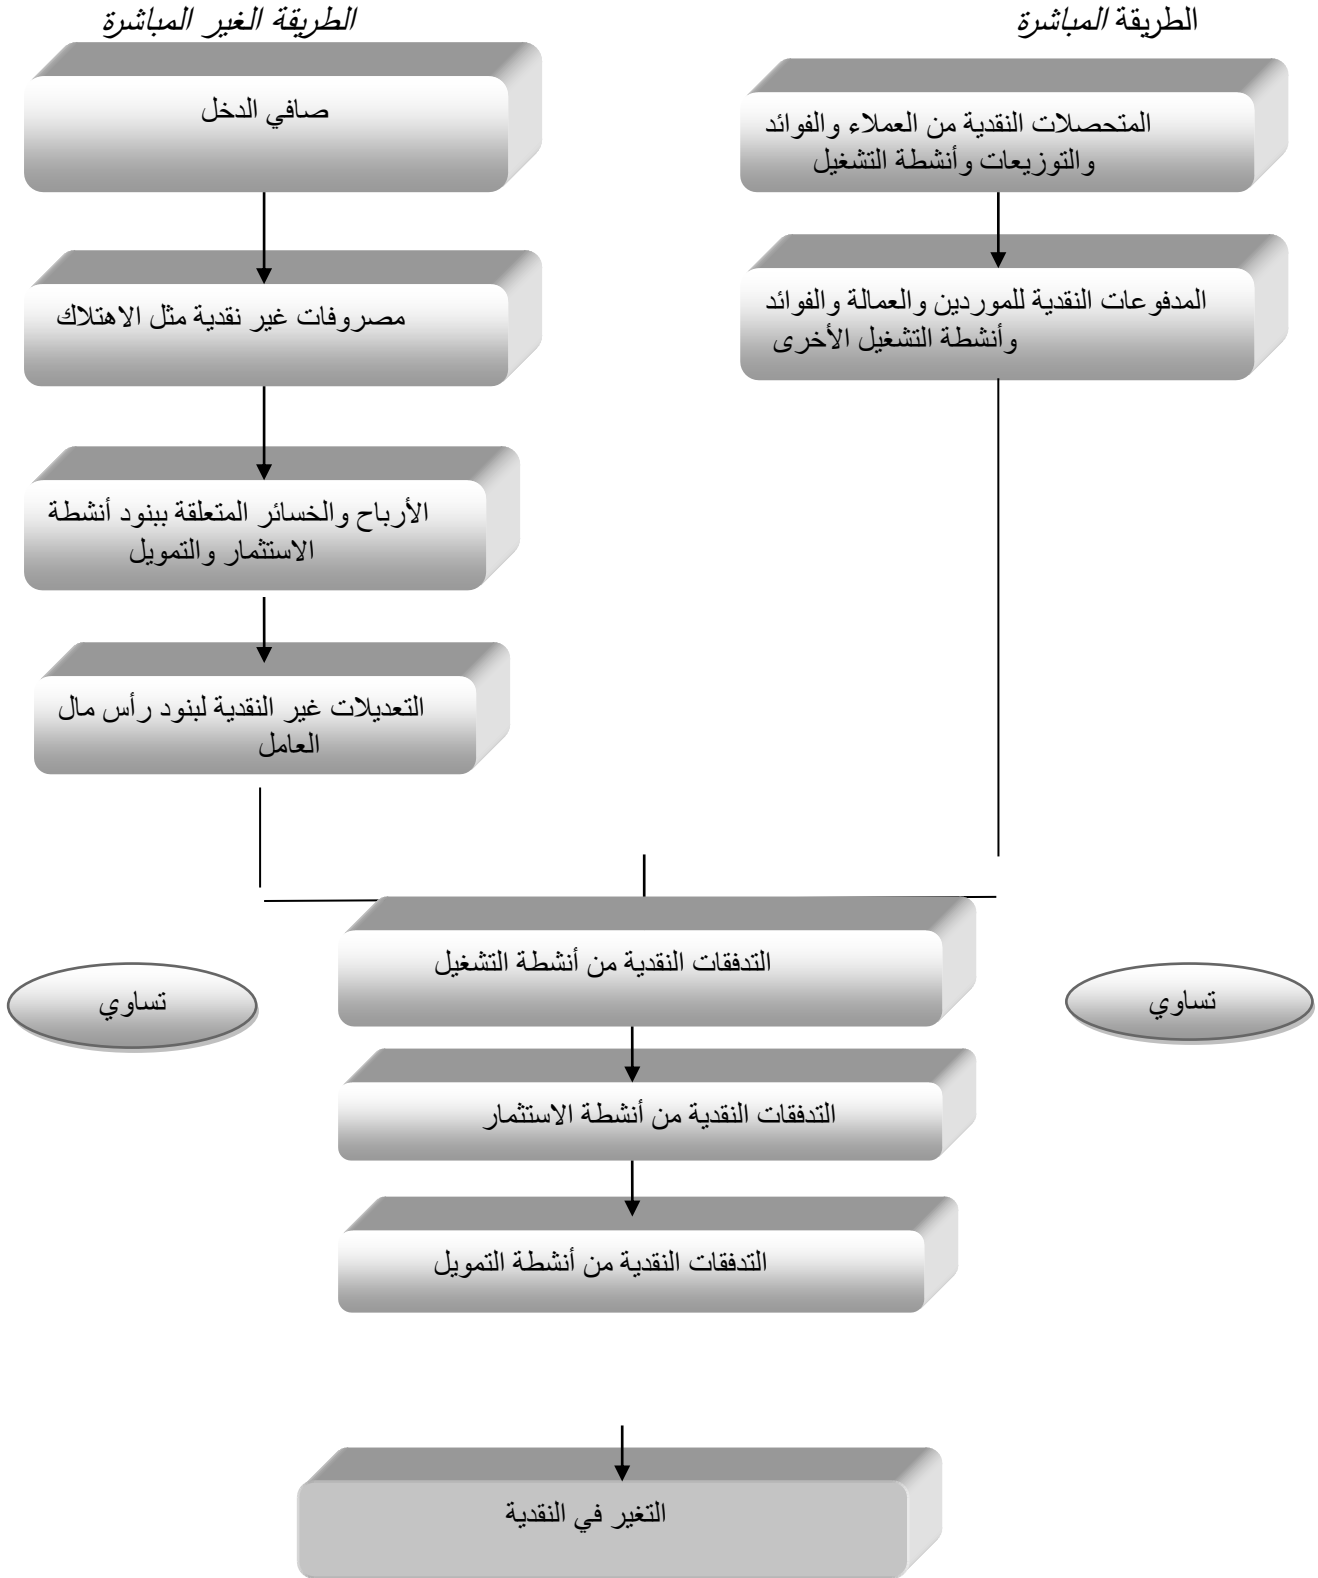 الطريقة المباشرة
الطريقة الغير المباشرة
المتحصلات النقدية من العملاء والفوائد
والتوزيعات وأنشطة التشغيل
المدفوعات النقدية للموردين والعمالة والفوائد
وأنشطة التشغيل الأخرى
صافي الدخل
مصروفات غير نقدية مثل الاهتلاك
الأرباح والخسائر المتعلقة ببنود أنشطة
الاستثمار والتمويل
التعديلات غير النقدية لبنود رأس مال
العامل
تساوي
التدفقات النقدية من أنشطة التشغيل
تساوي
التدفقات النقدية من أنشطة الاستثمار
التدفقات النقدية من أنشطة التمويل
التغير في النقدية